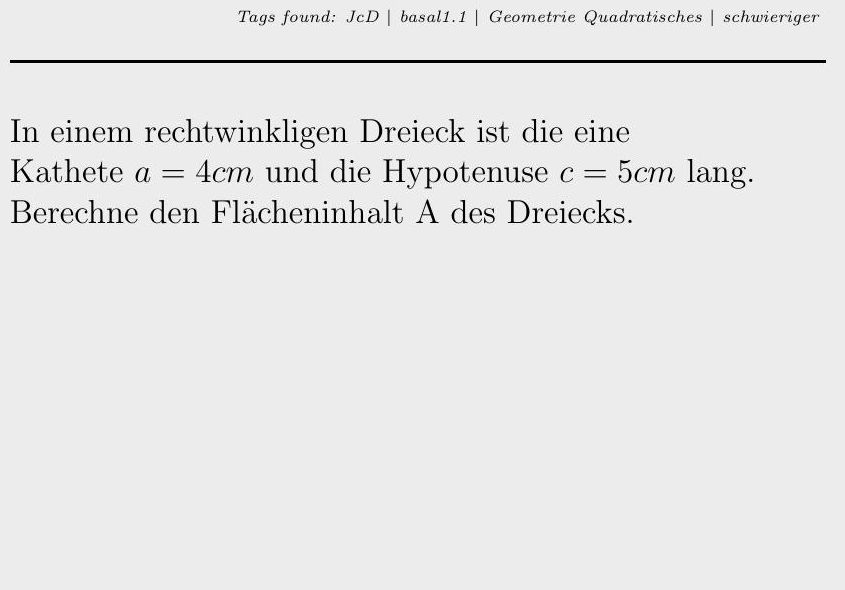 Tags found: JcD | basal1.1 | Geometrie Quadratisches | schwieriger
In einem rechtwinkligen Dreieck ist die eine
Kathete a = 4cm und die Hypotenuse c = 5cm lang.
Berechne den Flächeninhalt A des Dreiecks.